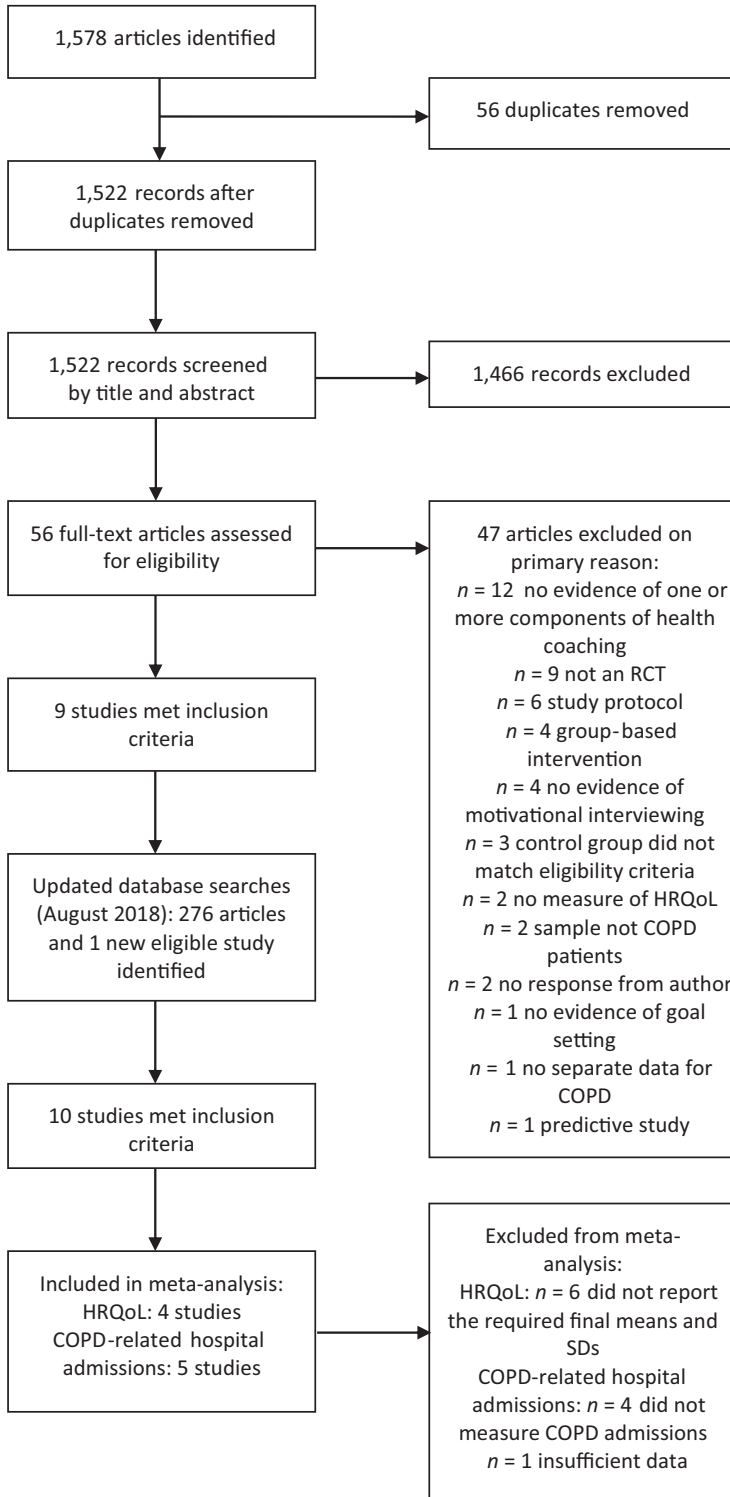 1,578 articles identified
56 duplicates removed
1,522 records after
duplicates removed
1,522 records screened
by title and abstract
1,466 records excluded
56 full-text articles assessed
for eligibility
47 articles excluded on
primary reason:
n = 12 no evidence of one or
more components of health
coaching
n = 9 not an RCT
n = 6 study protocol
n = 4 group-based
intervention
n = 4 no evidence of
motivational interviewing
n = 3 control group did not
match eligibility criteria
n = 2 no measure of HRQoL
n = 2 sample not COPD
patients
n = 2 no response from author
n = 1 no evidence of goal
setting
n = 1 no separate data for
COPD
n = 1 predictive study
9 studies met inclusion
criteria
Updated database searches
(August 2018): 276 articles
and 1 new eligible study
identified
10 studies met inclusion
criteria
Included in meta-analysis:
HRQoL: 4 studies
COPD-related hospital
admissions: 5 studies
Excluded from meta-
analysis:
HRQoL: n = 6 did not report
the required final means and
SDs
COPD-related hospital
admissions: n = 4 did not
measure COPD admissions
n = 1 insufficient data